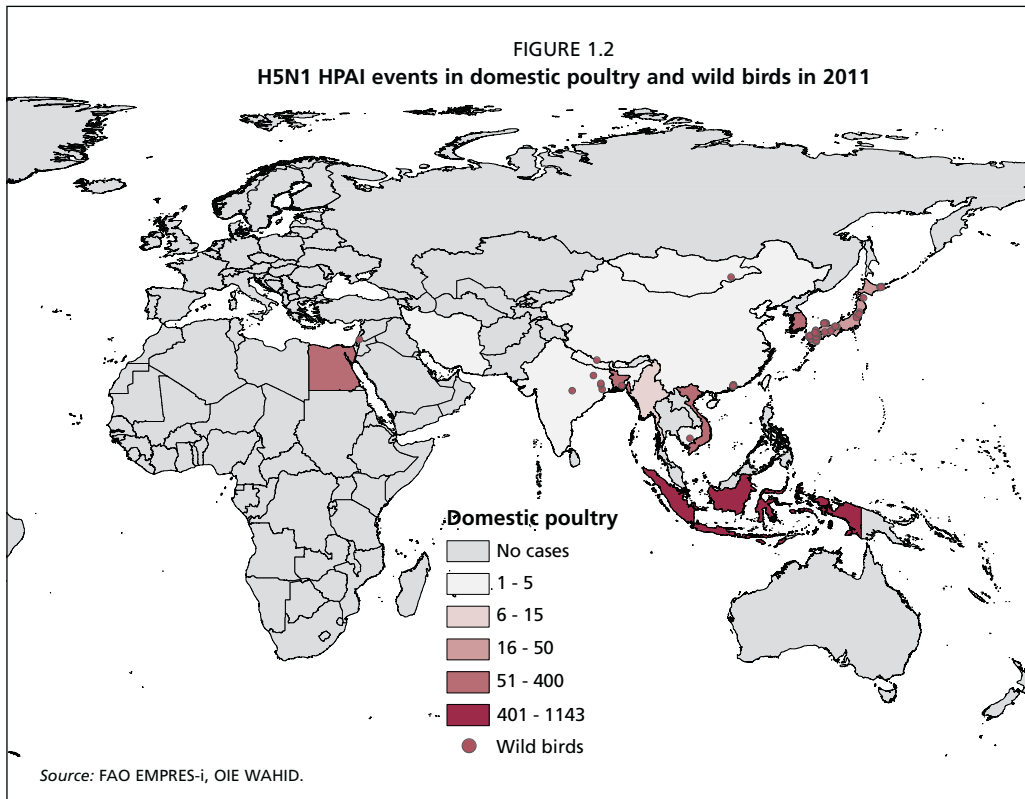 FIGURE 1.2
H5N1 HPAI events in domestic poultry and wild birds in 2011
Domestic poultry
No cases
1 - 5
6 - 15
16 - 50
51 - 400
401 - 1143
Wild birds
Source: FAO EMPRES-i, OIE WAHID.